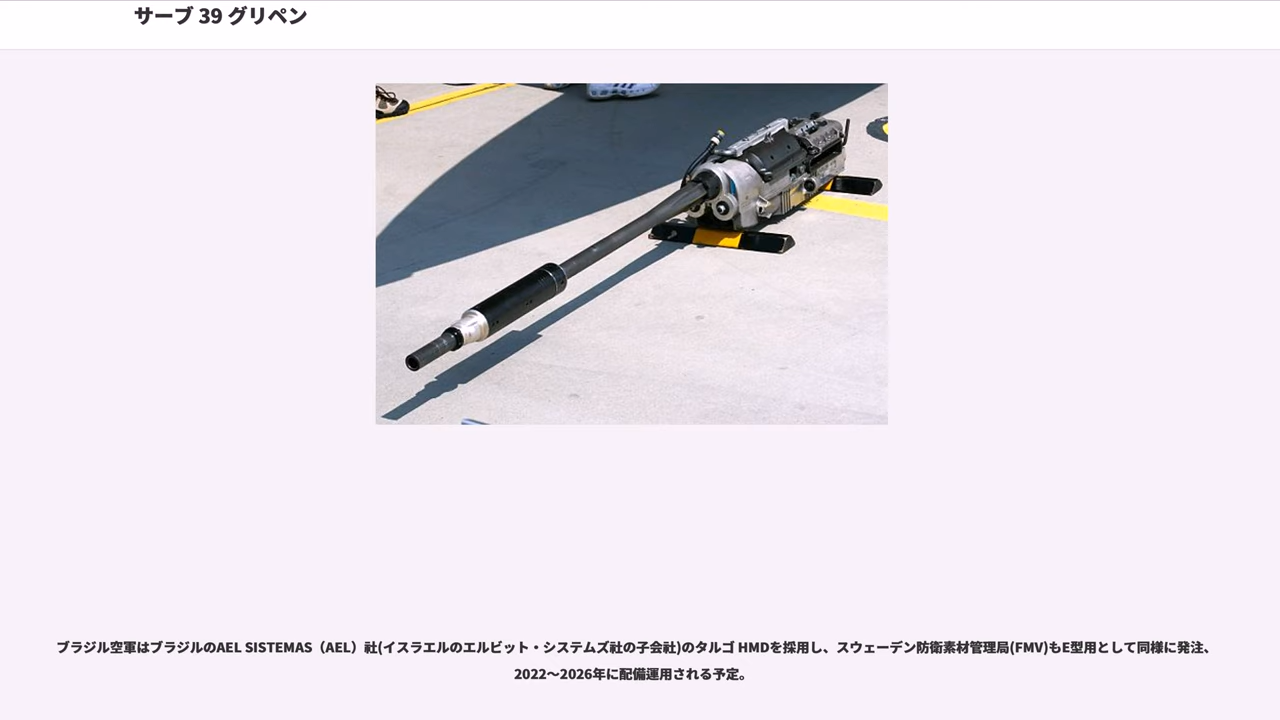 サーブ 39 グリペン
ブラジル空軍はブラジルのAEL SISTEMAS（AEL）社(イスラエルのエルビット・システムズ社の子会社)のタルゴ HMDを採用し、スウェーデン防衛素材管理局(FMV)もE型用として同様に発注、
2022〜2026年に配備運用される予定。